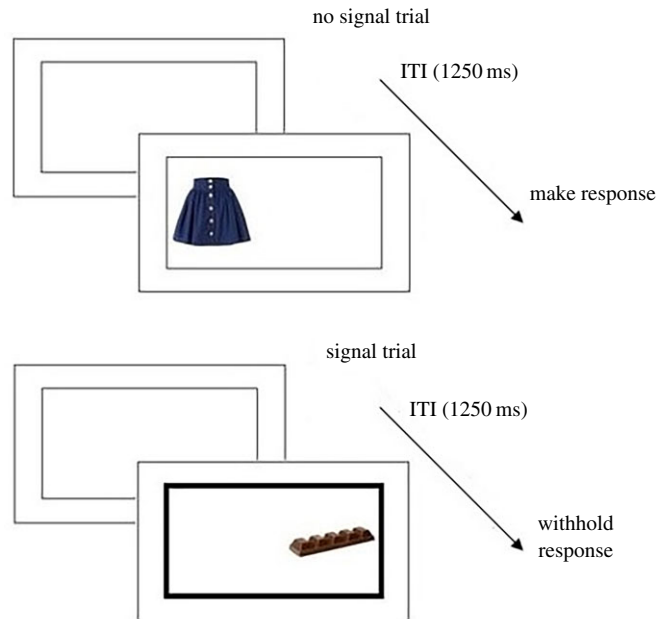 no signal trial
ITI (1250 ms)
make response
signal trial
ITI (1250 ms)
withhold
response